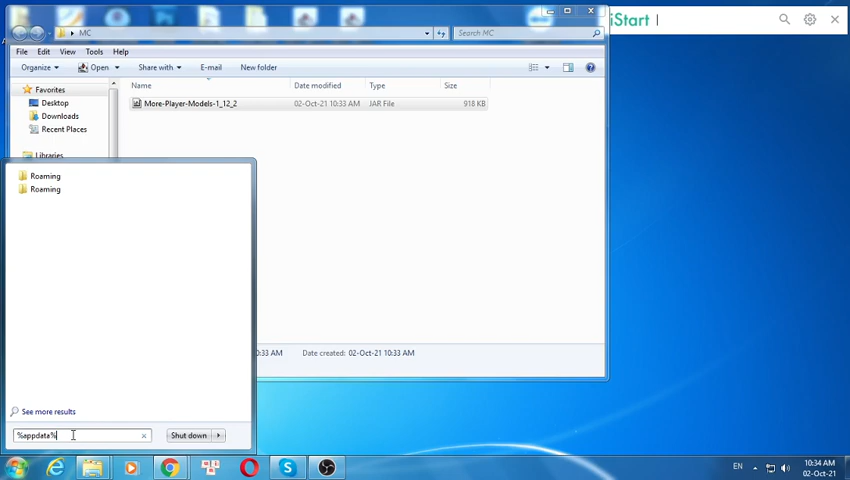 MC
Search MC
iStart
File Edit View Tools Help
Organize Open Share with E-mail New folder
Favorites
Desktop
Downloads
Recent Places
Libraries
Name Date modified Type Size
More-Player-Models-1_12_2 02-Oct-21 10:33 AM JAR File 918 KB
Roaming
Roaming
0:33 AM Date created: 02-Oct-21 10:33 AM
See more results
%appdata%
Shut down
EN
10:34 AM
02-Oct-21